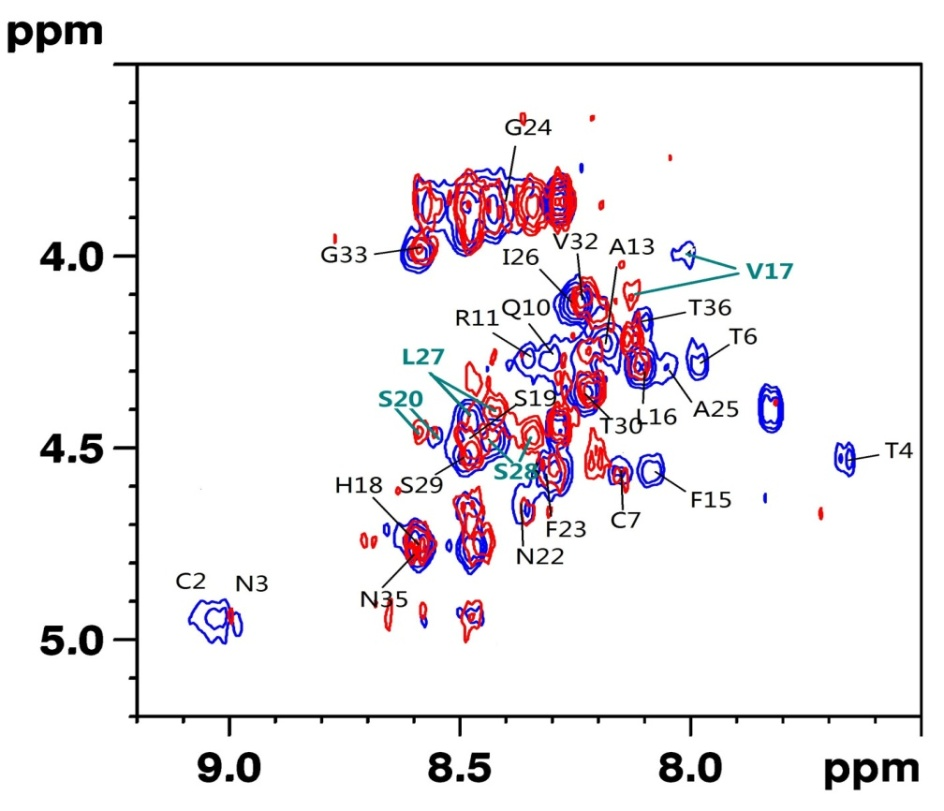 ppm
G24
4.0
G33
I26
V32
A13
V17
R11
Q10
T36
T6
L27
S20
S19
T30
L16
A25
4.5
S29
S28
T4
H18
F23
C7
F15
N22
C2
N3
N35
5.0
9.0
8.5
8.0
ppm